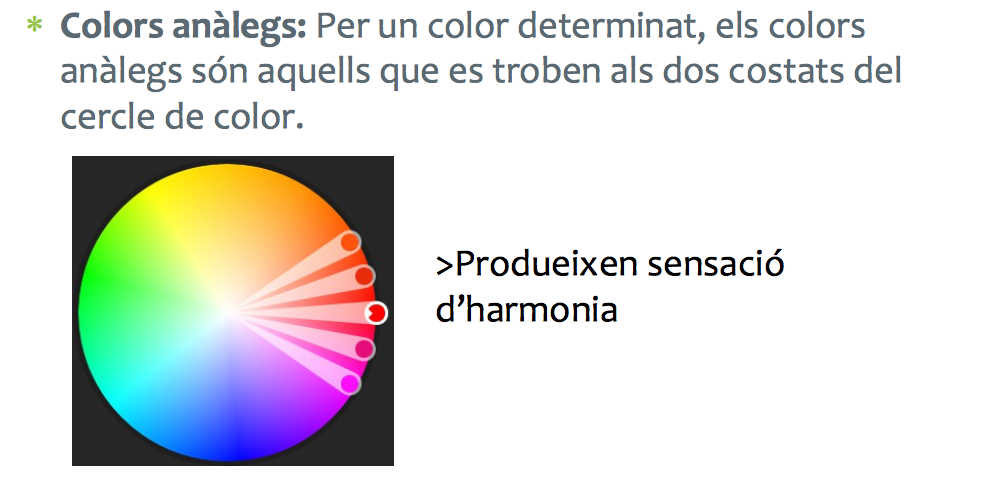 * Colors anàlegs: Per un color determinat, els colors
anàlegs són aquells que es troben als dos costats del
cercle de color.
>Produeixen sensació
d’harmonia